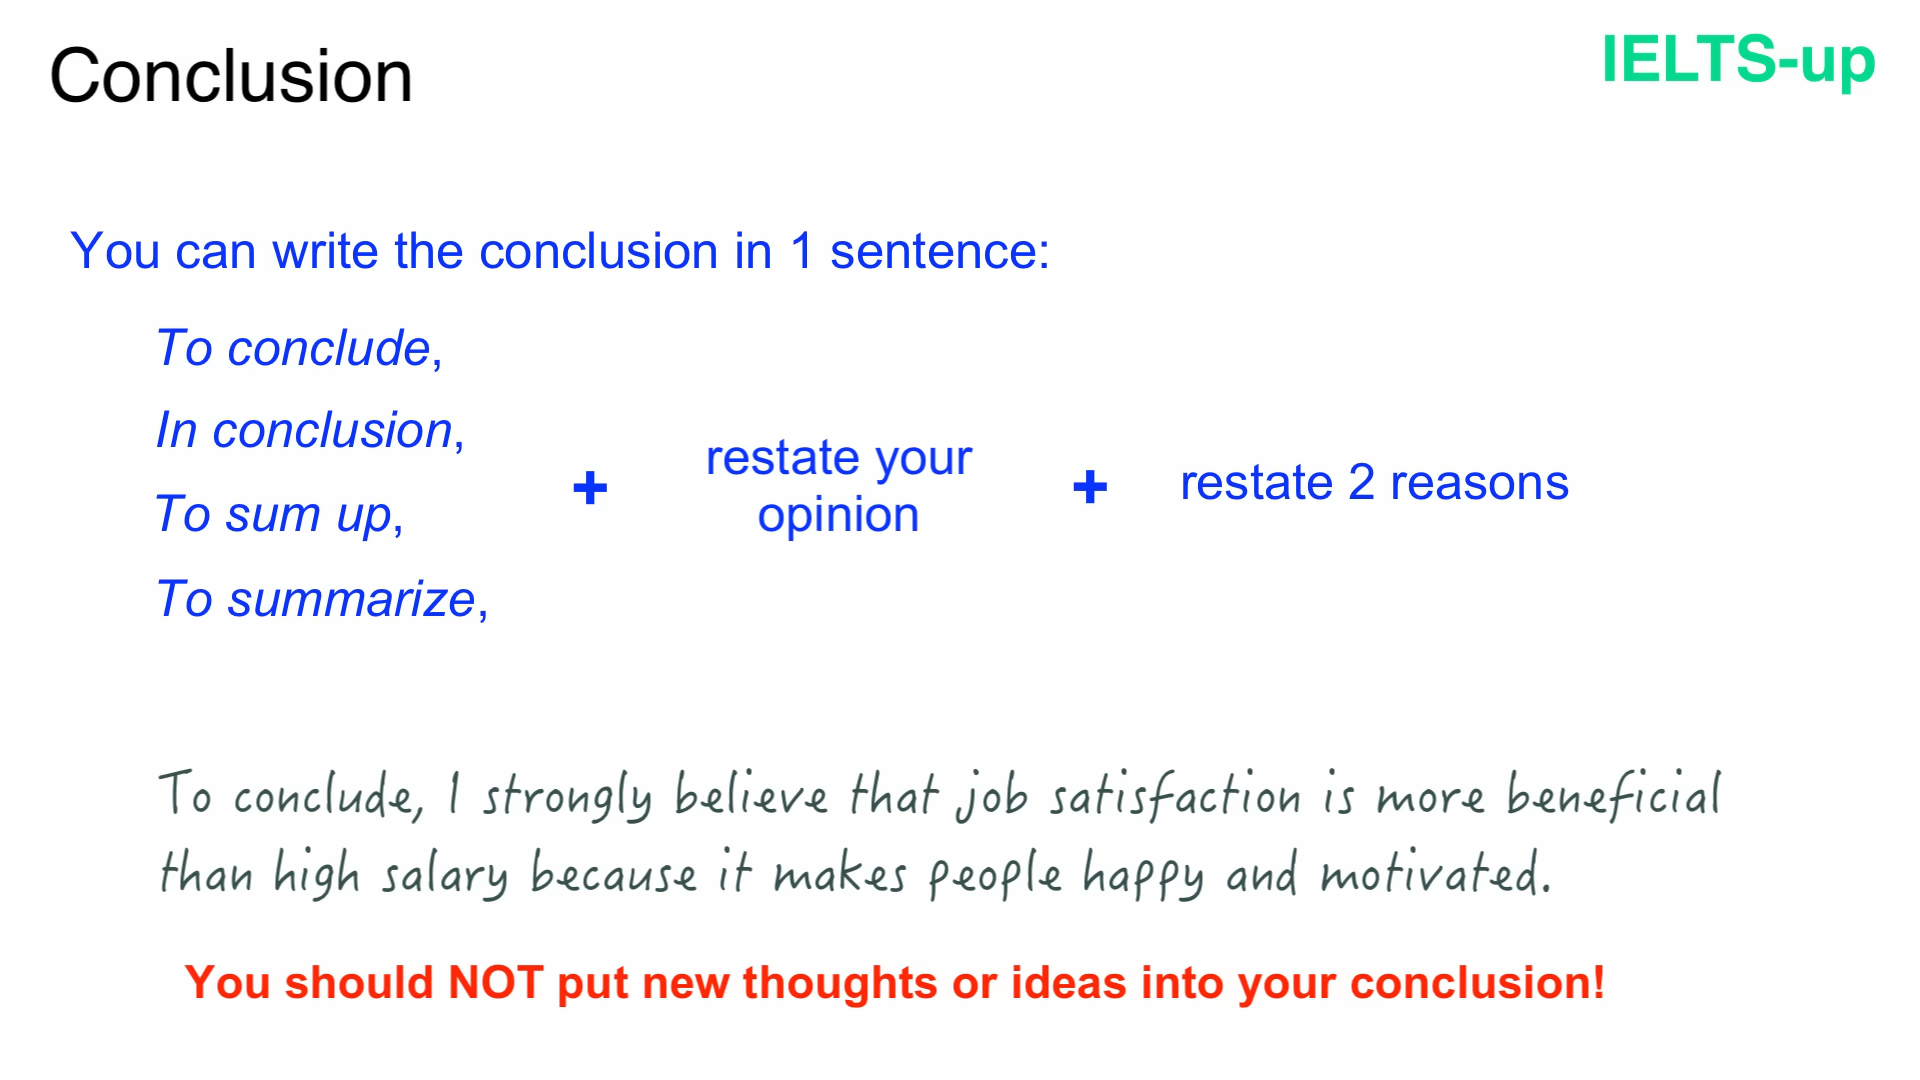 Conclusion
IELTS-up
You can write the conclusion in 1 sentence:
To conclude,
In conclusion,
To sum up,
To summarize,
+
restate your
opinion
+
restate 2 reasons
To conclude, I strongly believe that job satisfaction is more beneficial
than high salary because it makes people happy and motivated.
You should NOT put new thoughts or ideas into your conclusion!